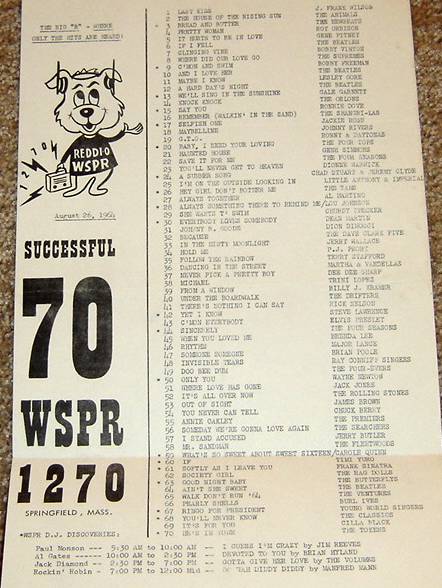 THE BIG "R" - WHERE
ONLY THE HITS ARE HEARD!
REDDIO
WSPR
August 26, 1964
SUCCESSFUL
70
WSPR
1270
SPRINGFIELD, MASS.
1 LAST KISS J. FRANK WILSON
2 THE HOUSE OF THE RISING SUN THE ANIMALS
* 3 BREAD AND BUTTER THE NEWBEATS
4 PRETTY WOMAN ROY ORBISON
* 5 IT HURTS TO BE IN LOVE GENE PITNEY
6 IF I FELL THE BEATLES
* 7 CLINGING VINE BOBBY VINTON
8 WHERE DID OUR LOVE GO THE SUPREMES
* 9 C'MON AND SWIM BOBBY FREEMAN
10 AND I LOVE HER THE BEATLES
11 MAYBE I KNOW LESLEY GORE
12 A HARD DAY'S NIGHT THE BEATLES
* 13 WE'LL SING IN THE SUNSHINE GALE GARNETT
* 14 KNOCK KNOCK THE ORLONS
* 15 SAY YOU RONNIE DOVE
* 16 REMEMBER (WALKIN' IN THE SAND) THE SHANGRI-LAS
* 17 SELFISH ONE JACKIE ROSS
18 MAYBELLINE JOHNNY RIVERS
19 G.T.O. RONNY & DAYTONAS
* 20 BABY, I NEED YOUR LOVING THE FOUR TOPS
21 HAUNTED HOUSE GENE SIMMONS
22 SAVE IT FOR ME THE FOUR SEASONS
23 YOU'LL NEVER GET TO HEAVEN DIONNE WARWICK
* 24 A SUMMER SONG CHAD STUART & JEREMY CLYDE
* 25 I'M ON THE OUTSIDE LOOKING IN LITTLE ANTHONY & IMPERIALS
* 26 HEY GIRL DON'T BOTHER ME THE TAMS
27 ALWAYS TOGETHER AL MARTINO
* 28 ALWAYS SOMETHING THERE TO REMIND ME/LOU JOHNSON
29 SHE WANTS T' SWIM CHUBBY CHECKER
* 30 EVERYBODY LOVES SOMEBODY DEAN MARTIN
31 JOHNNY B. GOODE DION DIMUCCI
32 BECAUSE THE DAVE CLARK FIVE
33 IN THE MISTY MOONLIGHT JERRY WALLACE
34 HOLD ME P.J. PROBY
35 FOLLOW THE RAINBOW TERRY STAFFORD
* 36 DANCING IN THE STREET MARTHA & VANDELLAS
37 NEVER PICK A PRETTY BOY DEE DEE SHARP
38 MICHAEL TRINI LOPEZ
39 FROM A WINDOW BILLY J. KRAMER
40 UNDER THE BOARDWALK THE DRIFTERS
41 THERE'S NOTHING I CAN SAY RICK NELSON
* 42 YET I KNOW STEVE LAWRENCE
* 43 C'MON EVERYBODY ELVIS PRESLEY
* 44 SINCERELY THE FOUR SEASONS
45 WHEN YOU LOVED ME BRENDA LEE
46 RHYTHM MAJOR LANCE
* 47 SOMEONE SOMEONE BRIAN POOLE
48 INVISIBLE TEARS RAY CONNIFF SINGERS
49 DOO BEE DUM THE FOUR-EVERS
* 50 ONLY YOU WAYNE NEWTON
51 WHERE LOVE HAS GONE JACK JONES
52 IT'S ALL OVER NOW THE ROLLING STONES
53 OUT OF SIGHT JAMES BROWN
54 YOU NEVER CAN TELL CHUCK BERRY
55 ANNIE OAKLEY THE PREMIERS
* 56 SOMEDAY WE'RE GONNA LOVE AGAIN THE SEARCHERS
57 I STAND ACCUSED JERRY BUTLER
58 MR. SANDMAN THE FLEETWOODS
* 59 WHAT'S SO SWEET ABOUT SWEET SIXTEEN/CAROLE QUINN
* 60 IF TIMI YURO
* 61 SOFTLY AS I LEAVE YOU FRANK SINATRA
62 SOCIETY GIRL THE RAG DOLLS
* 63 GOOD NIGHT BABY THE BUTTERFLYS
* 64 AIN'T SHE SWEET THE BEATLES
65 WALK DON'T RUN '64 THE VENTURES
* 66 PEARLY SHELLS BURL IVES
* 67 RINGO FOR PRESIDENT YOUNG WORLD SINGERS
* 68 YOU'LL NEVER KNOW THE CLASSICS
69 IT'S FOR YOU CILLA BLACK
* 70 HE'S IN TOWN THE TOKENS
*WSPR D.J. DISCOVERIES:
Paul Monson -- 5:30 AM to 10:00 AM -- I GUESS I'M CRAZY by JIM REEVES
Al Gates ------ 10:00 AM to 2:30 PM -- DEVOTED TO YOU by BRIAN HYLAND
Jack Diamond -- 2:30 PM to 7:00 PM -- GOTTA GIVE HER LOVE by THE VOLUMES
Rockin' Robin - 7:00 PM to 12:00 Mid -- DO WAH DIDDY DIDDY by MANFRED MANN